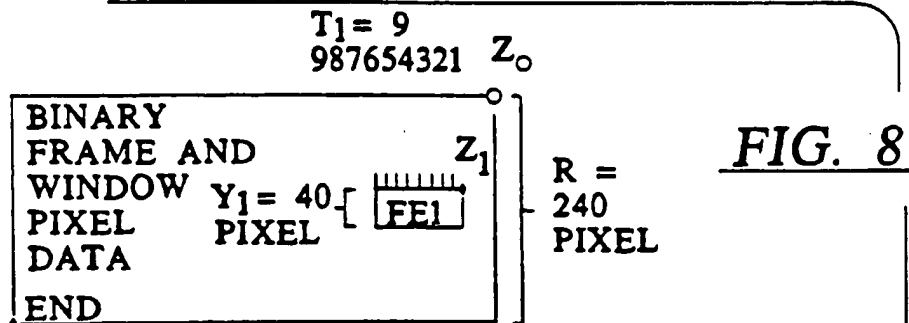 T1 = 9
987654321 Zo
BINARY
FRAME AND
WINDOW
PIXEL
DATA
END
Y1 = 40
PIXEL
Z1
FE1
R =
240
PIXEL
FIG. 8